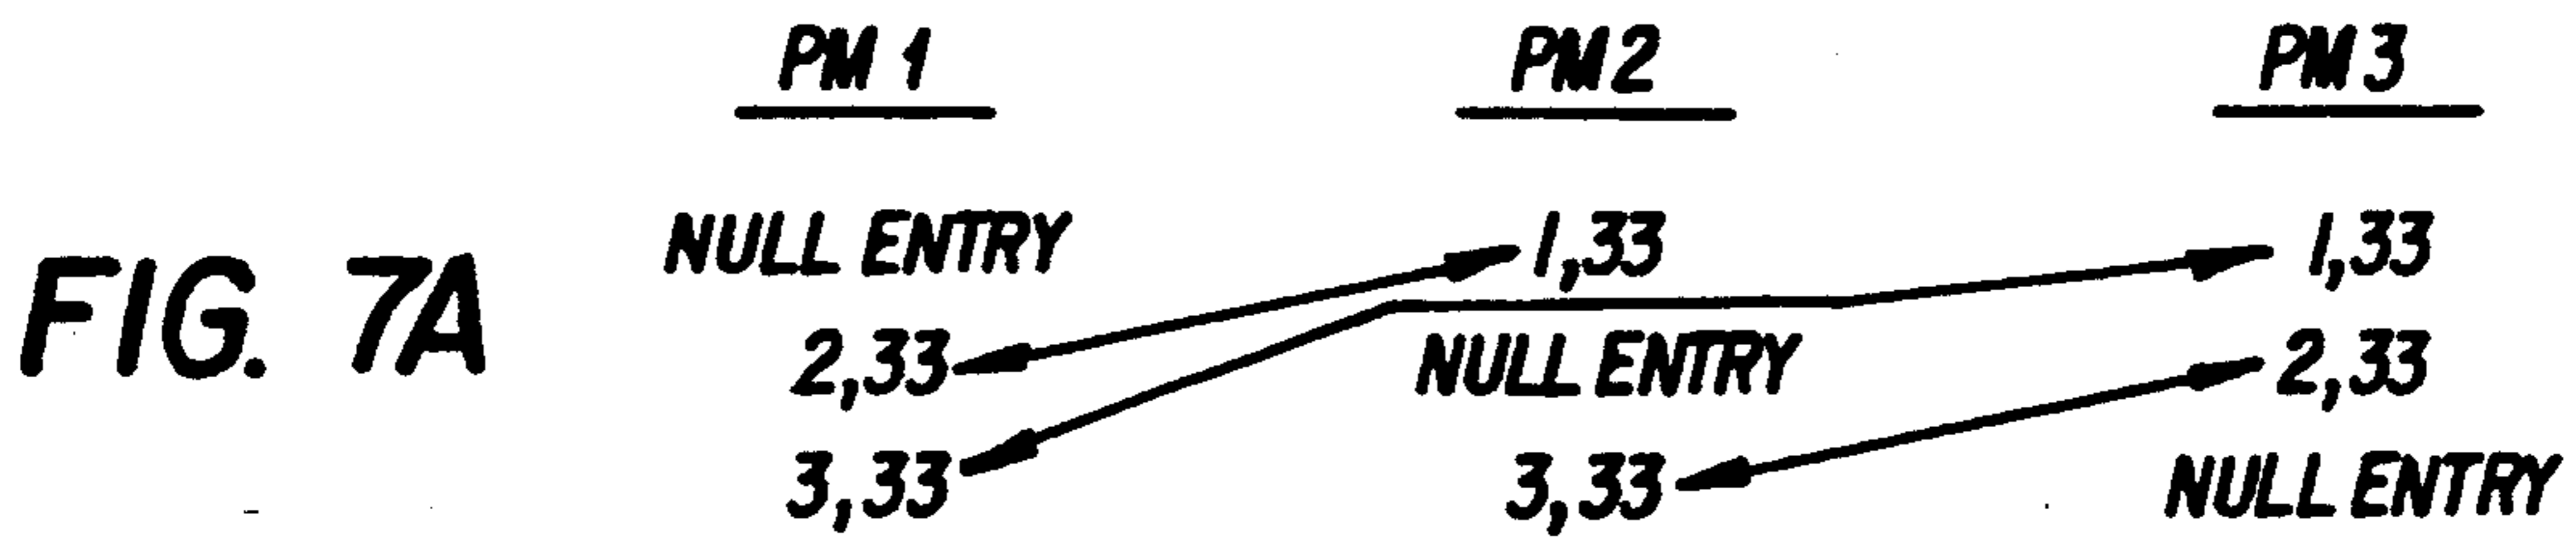 PM 1 PM 2 PM 3
NULL ENTRY 1,33 1,33
FIG. 7A
2,33 NULL ENTRY 2,33
3,33 3,33 NULL ENTRY